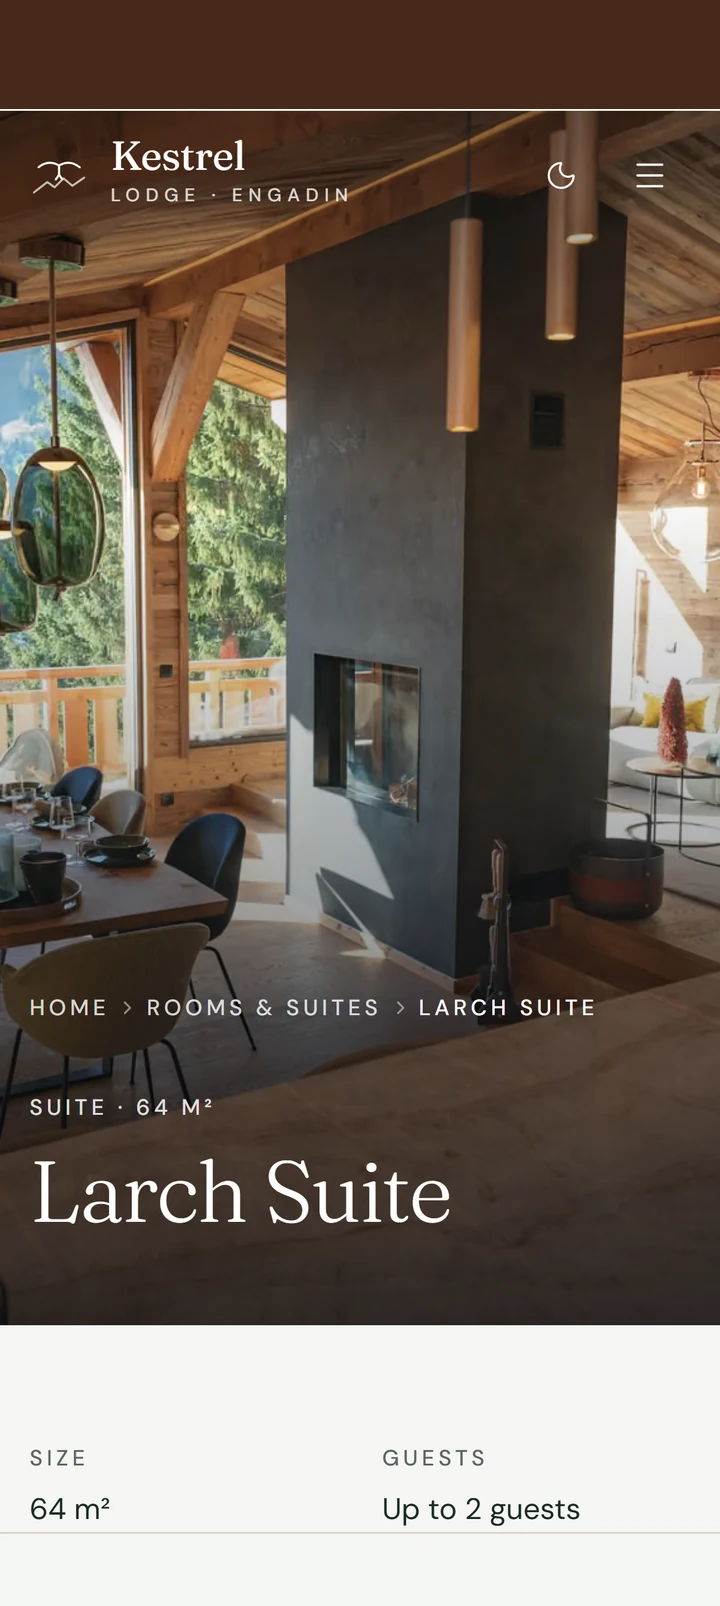 Kestrel
LODGE · ENGADIN
HOME > ROOMS & SUITES > LARCH SUITE
SUITE · 64 M²
Larch Suite
SIZE
64 m²
GUESTS
Up to 2 guests